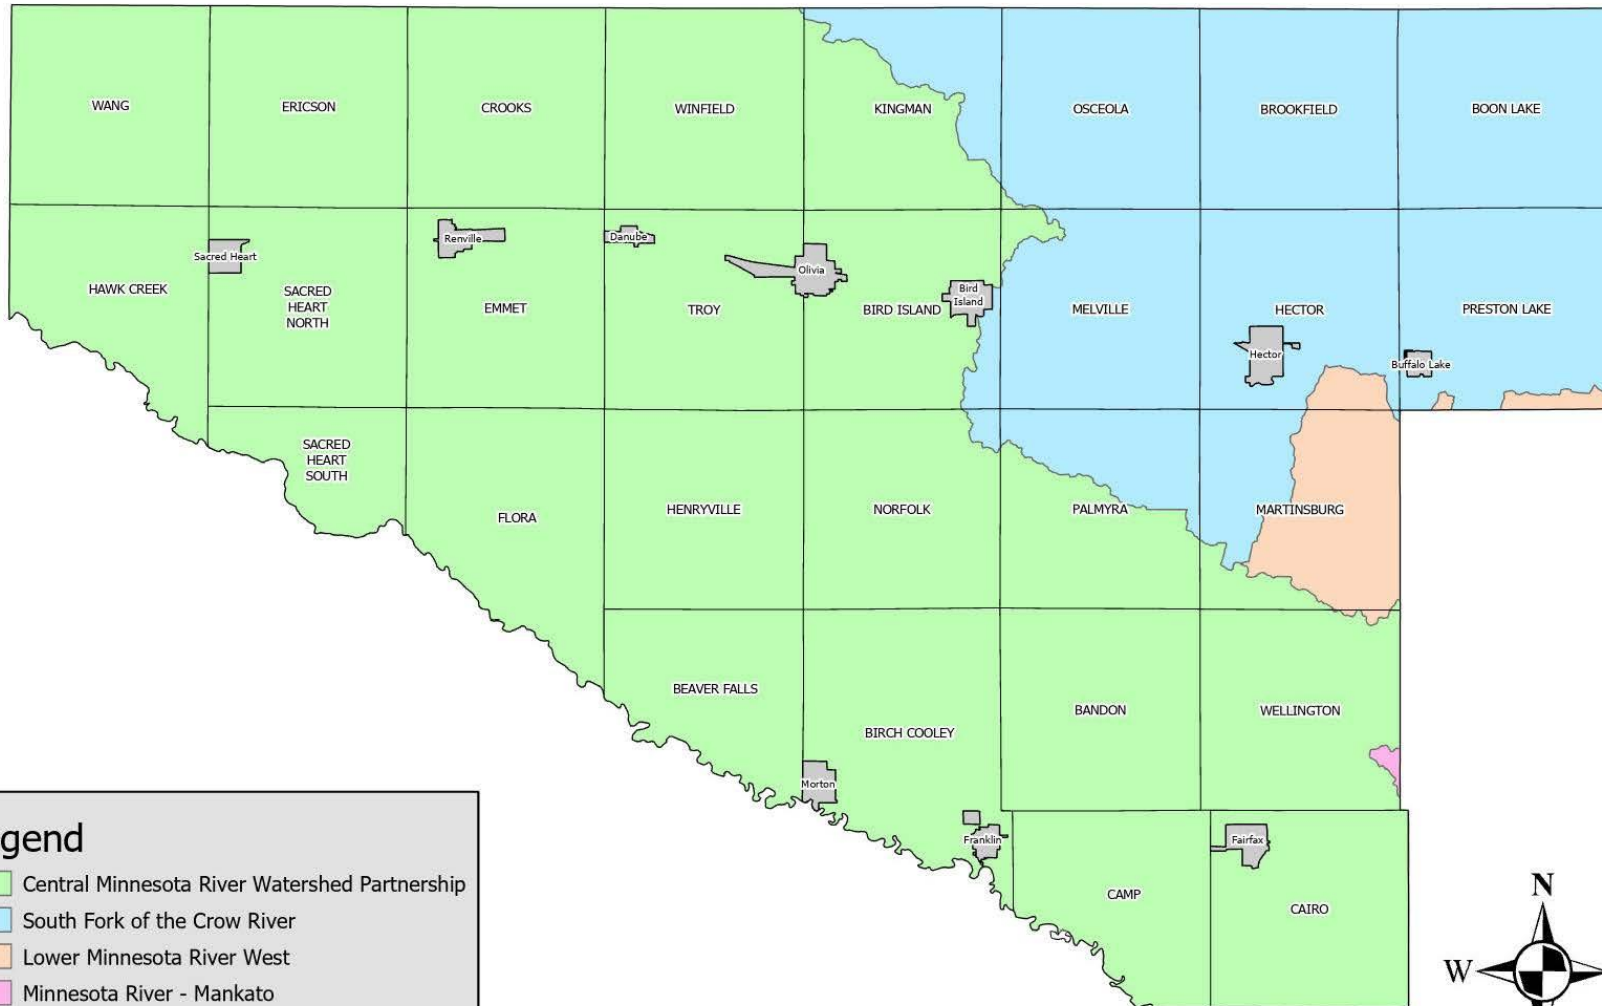 WANG
ERICSON
CROOKS
WINFIELD
KINGMAN
OSCEOLA
BROOKFIELD
BOON LAKE
Sacred Heart
Renville
Danube
Olivia
Bird
Island
HAWK CREEK
SACRED
HEART
NORTH
EMMET
TROY
BIRD ISLAND
MELVILLE
HECTOR
PRESTON LAKE
Hector
Buffalo Lake
SACRED
HEART
SOUTH
FLORA
HENRYVILLE
NORFOLK
PALMYRA
MARTINSBURG
BEAVER FALLS
BIRCH COOLEY
BANDON
WELLINGTON
Morton
Franklin
Fairfax
CAMP
CAIRO
gend
Central Minnesota River Watershed Partnership
South Fork of the Crow River
Lower Minnesota River West
Minnesota River - Mankato
N
W